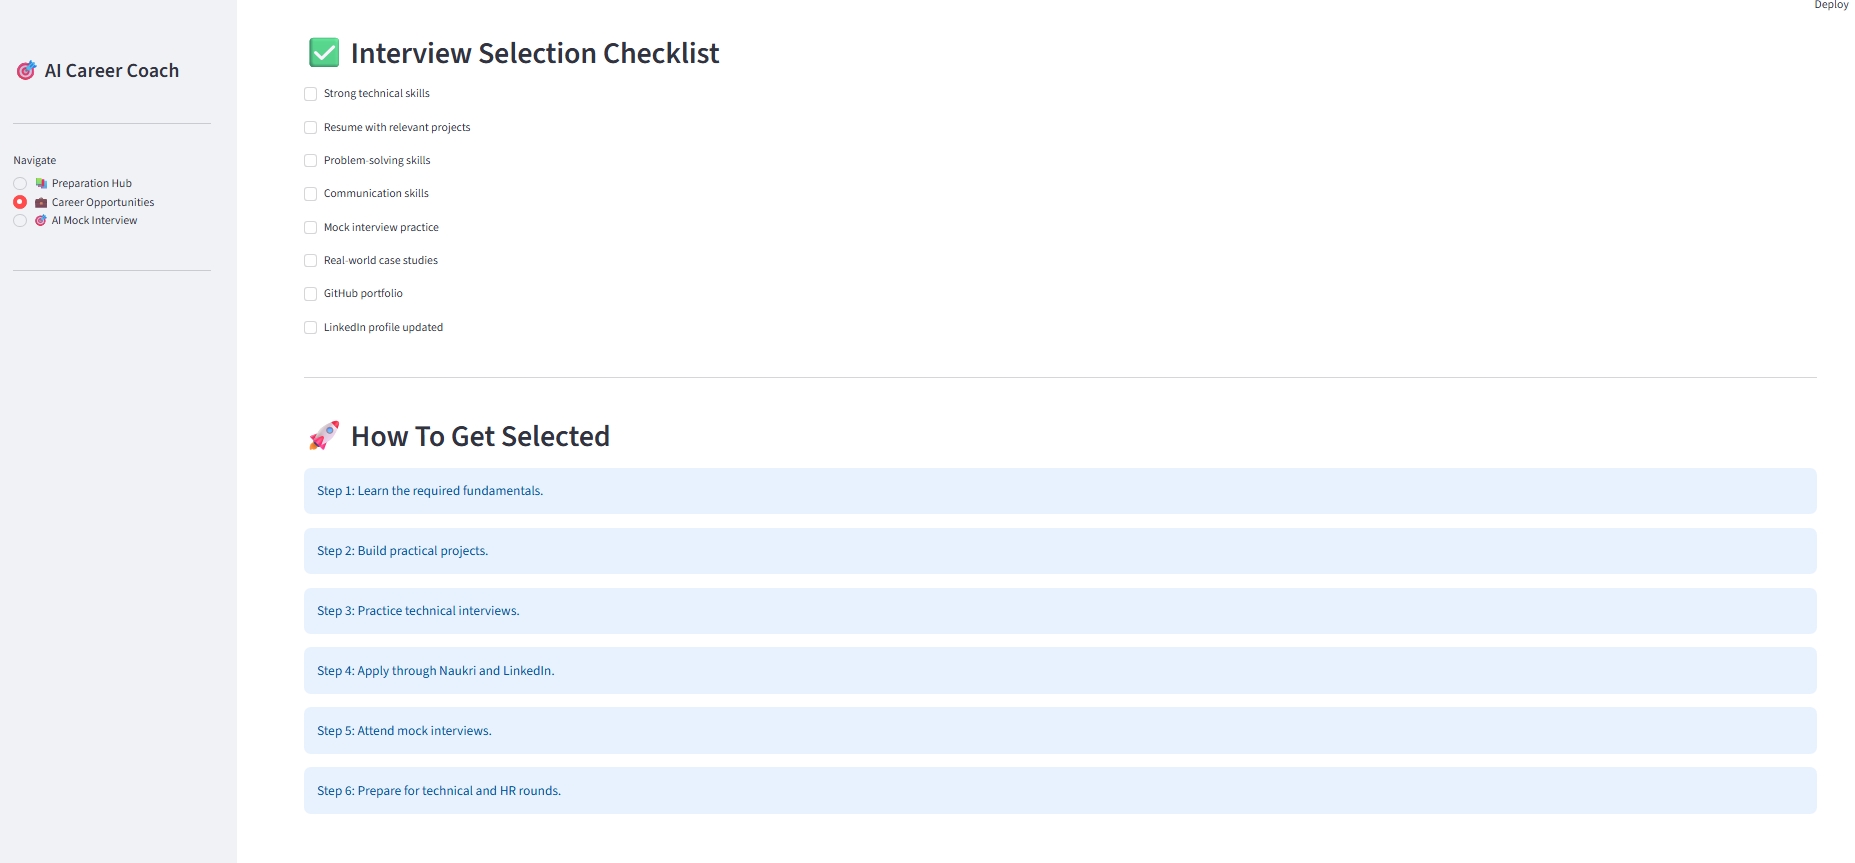 Deploy
AI Career Coach
Navigate
Preparation Hub
Career Opportunities
AI Mock Interview
Interview Selection Checklist
Strong technical skills
Resume with relevant projects
Problem-solving skills
Communication skills
Mock interview practice
Real-world case studies
GitHub portfolio
LinkedIn profile updated
How To Get Selected
Step 1: Learn the required fundamentals.
Step 2: Build practical projects.
Step 3: Practice technical interviews.
Step 4: Apply through Naukri and LinkedIn.
Step 5: Attend mock interviews.
Step 6: Prepare for technical and HR rounds.